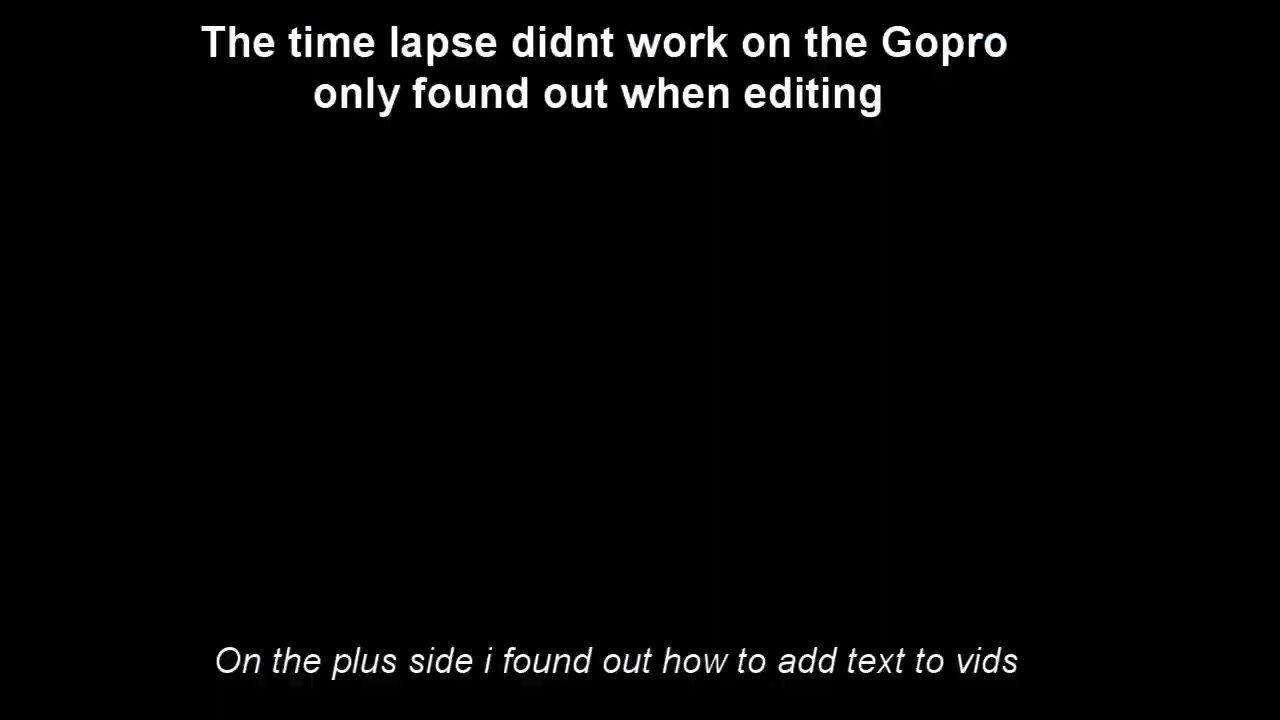 The time lapse didnt work on the Gopro
only found out when editing
On the plus side i found out how to add text to vids